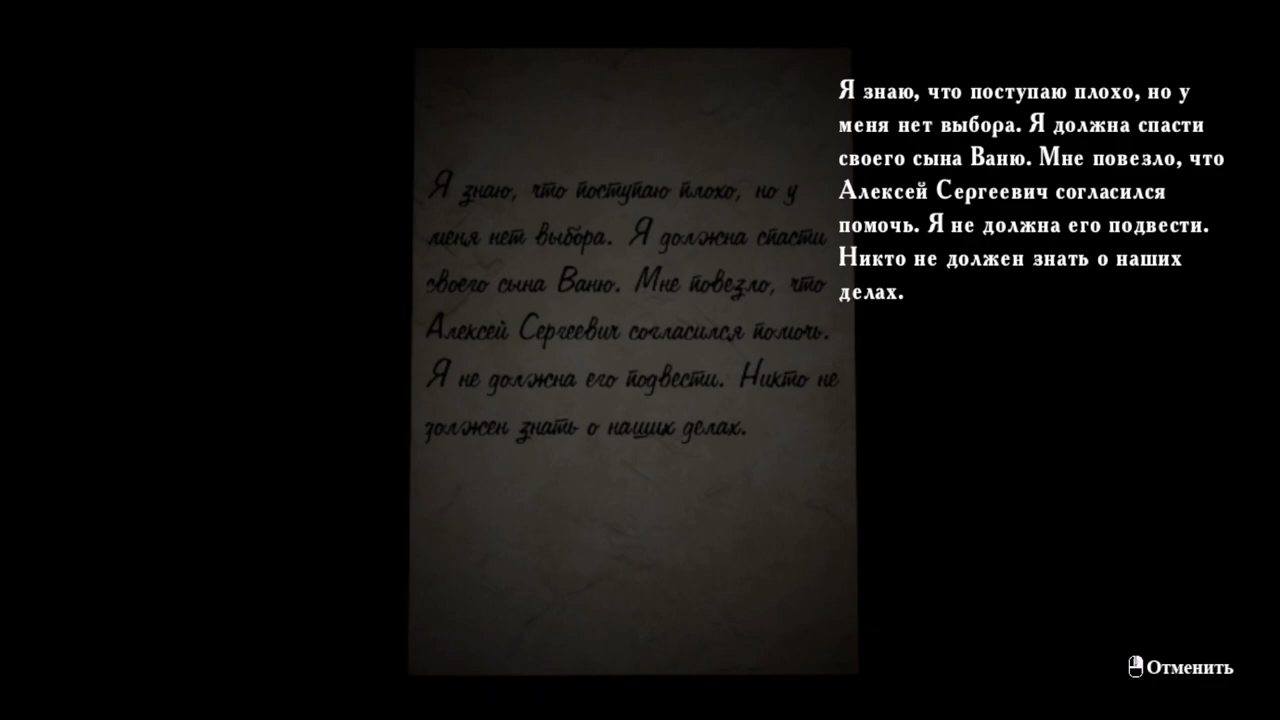 Я знаю, что поступаю плохо, но у
меня нет выбора. Я должна спасти
своего сына Ваню. Мне повезло, что
Алексей Сергеевич согласился помочь.
Я не должна его подвести. Никто не
должен знать о наших делах.
Я знаю, что поступаю плохо, но у
меня нет выбора. Я должна спасти
своего сына Ваню. Мне повезло, что
Алексей Сергеевич согласился
помочь. Я не должна его подвести.
Никто не должен знать о наших
делах.
Отменить